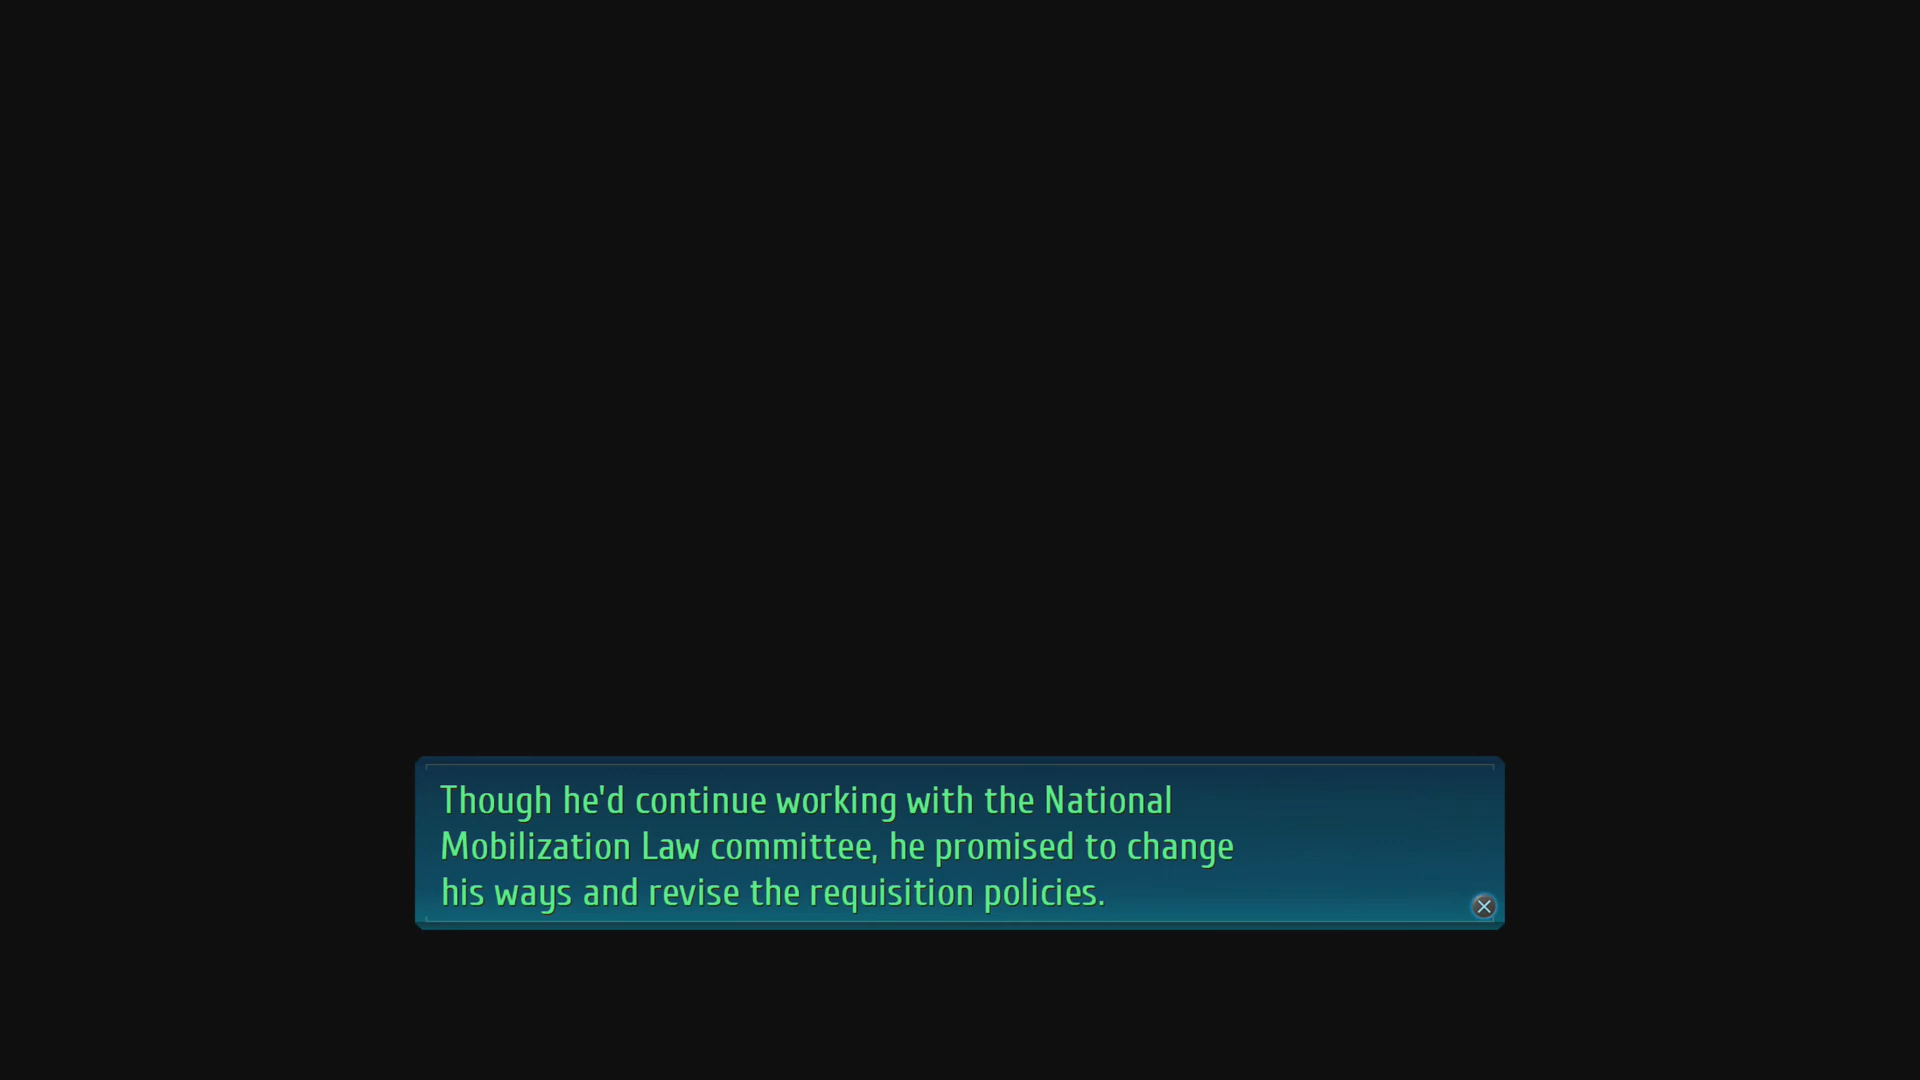 Though he'd continue working with the National
Mobilization Law committee, he promised to change
his ways and revise the requisition policies.